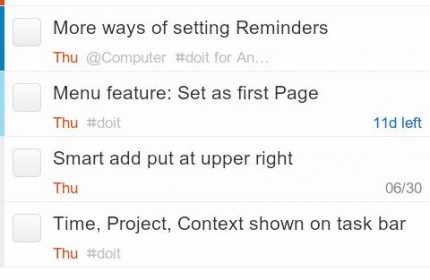 More ways of setting Reminders
Thu @Computer #doit for An...
Menu feature: Set as first Page
Thu #doit 11d left
Smart add put at upper right
Thu 06/30
Time, Project, Context shown on task bar
Thu #doit